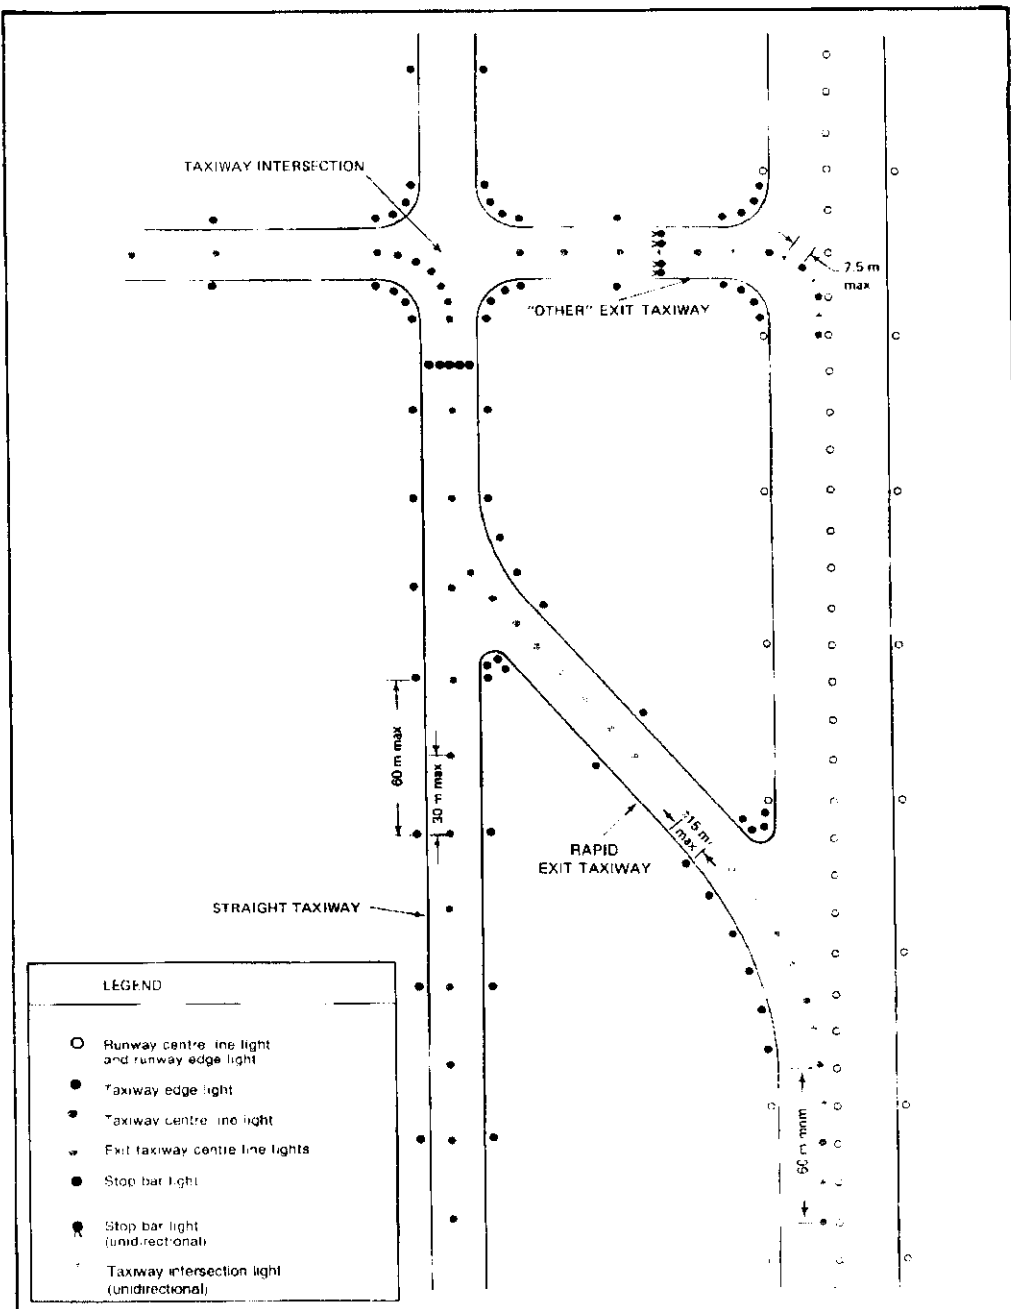 TAXIWAY INTERSECTION
7.5 m
max
"OTHER" EXIT TAXIWAY
60 m max
30 m max
15 m
max
RAPID
EXIT TAXIWAY
STRAIGHT TAXIWAY
60 m
LEGEND
Runway centre line light
and runway edge light
Taxiway edge light
Taxiway centre line light
Exit taxiway centre line lights
Stop bar light
Stop bar light
(unidirectional)
Taxiway intersection light
(unidirectional)